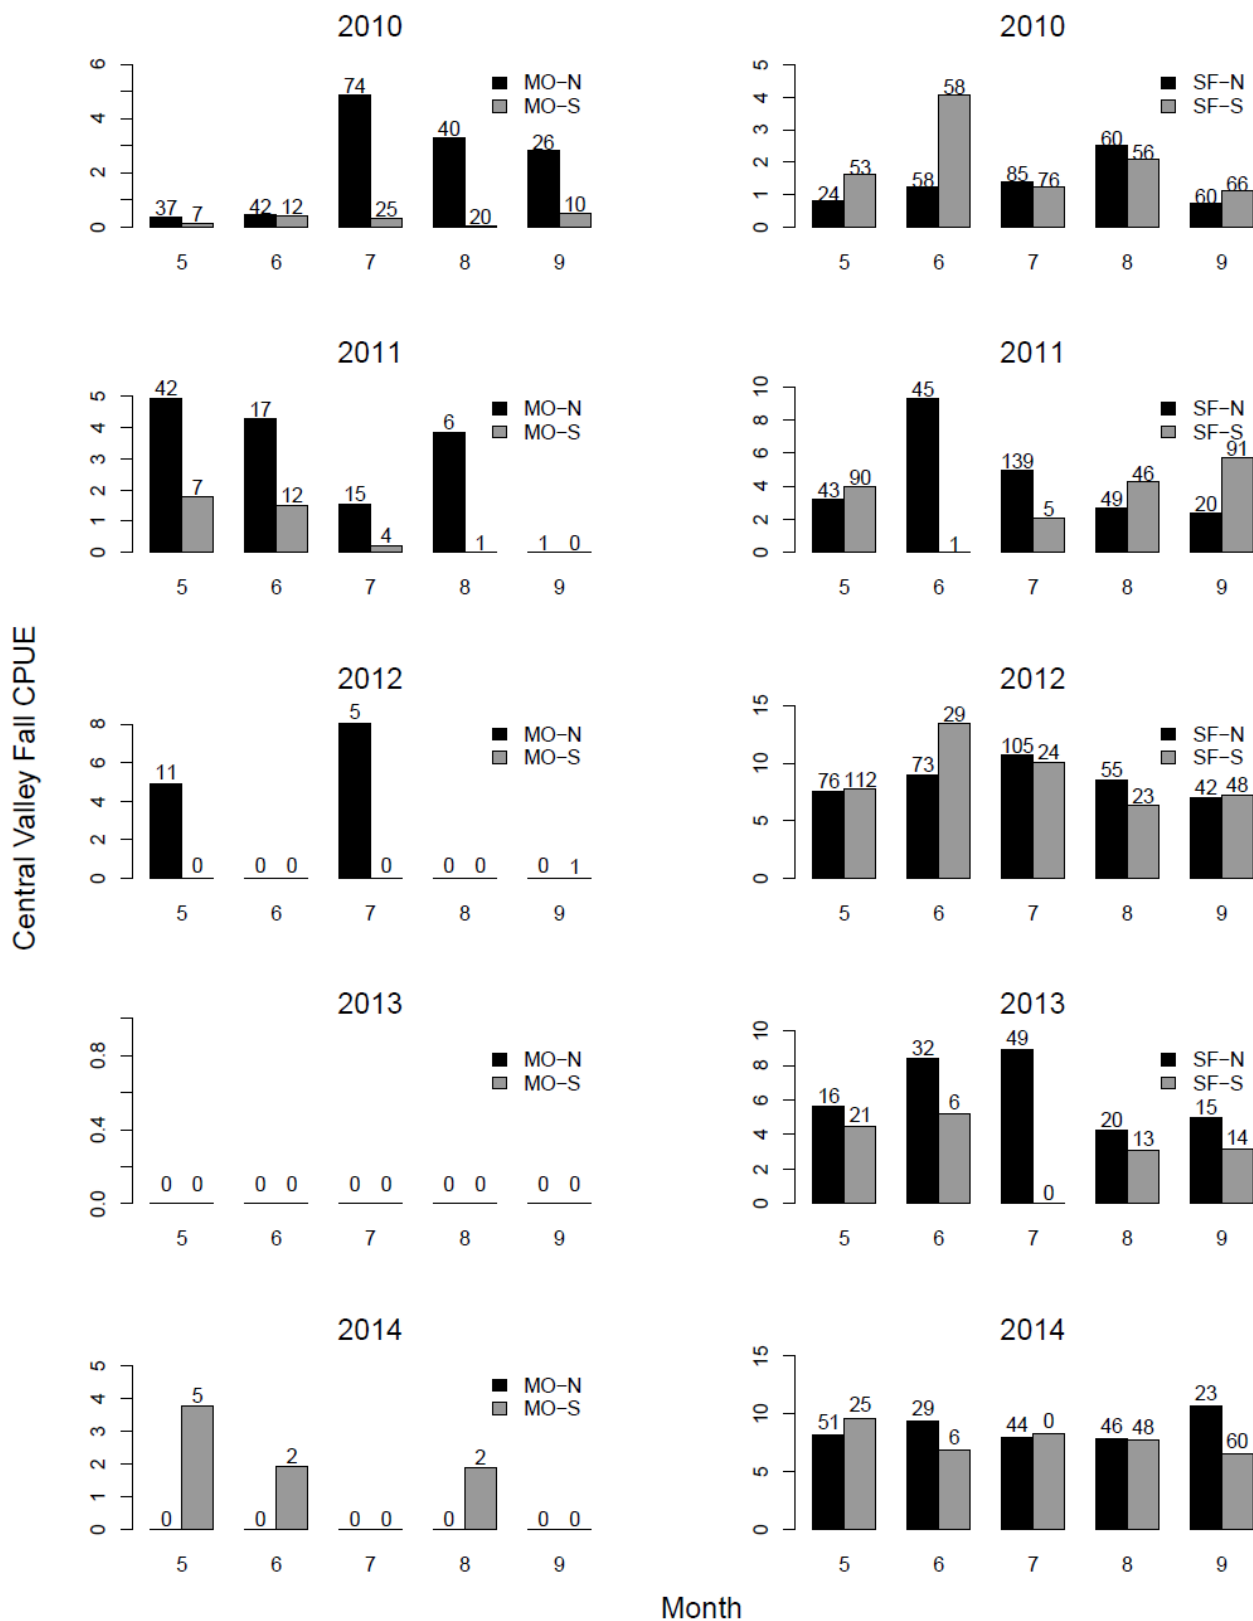 2010
0 2 4 6
MO−N
MO−S
37 7 42 12 74 25 40 20 26 10
5 6 7 8 9
2010
0 1 2 3 4 5
SF−N
SF−S
24 53 58 58 85 76 60 56 60 66
5 6 7 8 9
2011
0 1 2 3 4 5
MO−N
MO−S
42 7 17 12 15 4 6 1 1 0
5 6 7 8 9
2011
0 2 4 6 8 10
SF−N
SF−S
43 90 45 1 139 5 49 46 20 91
5 6 7 8 9
Central Valley Fall CPUE
2012
0 2 4 6 8
MO−N
MO−S
11 0 0 0 5 0 0 0 0 1
5 6 7 8 9
2012
0 5 10 15
SF−N
SF−S
76 112 73 29 105 24 55 23 42 48
5 6 7 8 9
2013
0.0 0.4 0.8
MO−N
MO−S
0 0 0 0 0 0 0 0 0 0
5 6 7 8 9
2013
0 2 4 6 8 10
SF−N
SF−S
16 21 32 6 49 0 20 13 15 14
5 6 7 8 9
2014
0 1 2 3 4 5
MO−N
MO−S
0 5 0 2 0 0 0 2 0 0
5 6 7 8 9
2014
0 5 10 15
51 25 29 6 44 0 46 48 23 60
5 6 7 8 9
Month